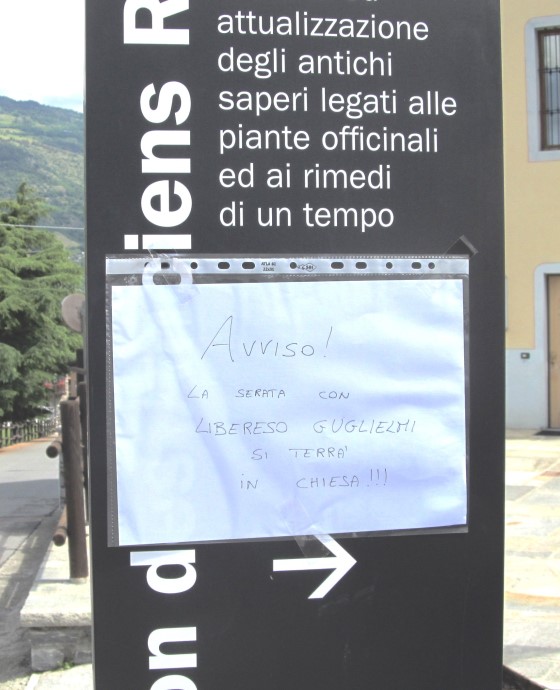 attualizzazione
degli antichi
saperi legati alle
piante officinali
ed ai rimedi
di un tempo
Avviso!
LA SERATA CON
LIBERESO GUGLIELMI
SI TERRA'
IN CHIESA!!!